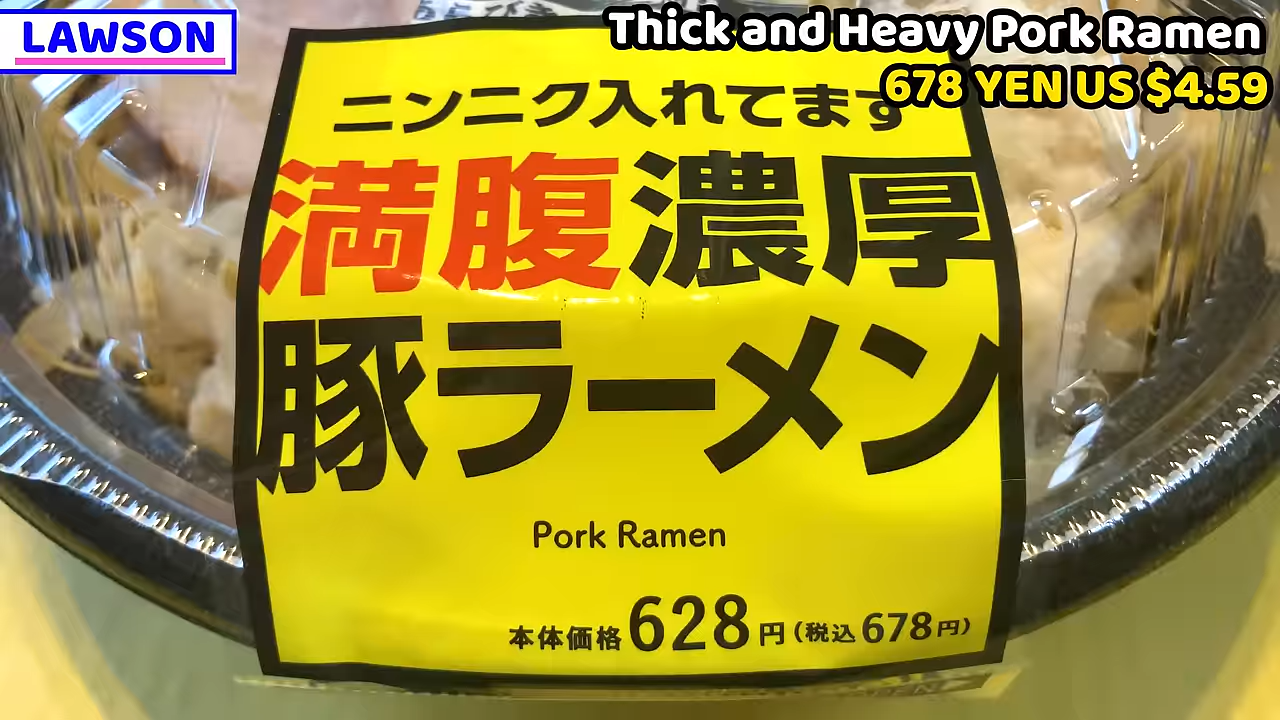 LAWSON
Thick and Heavy Pork Ramen
678 YEN US $4.59
ニンニク入れてます
満腹濃厚
豚ラーメン
Pork Ramen
本体価格628円(税込678円)